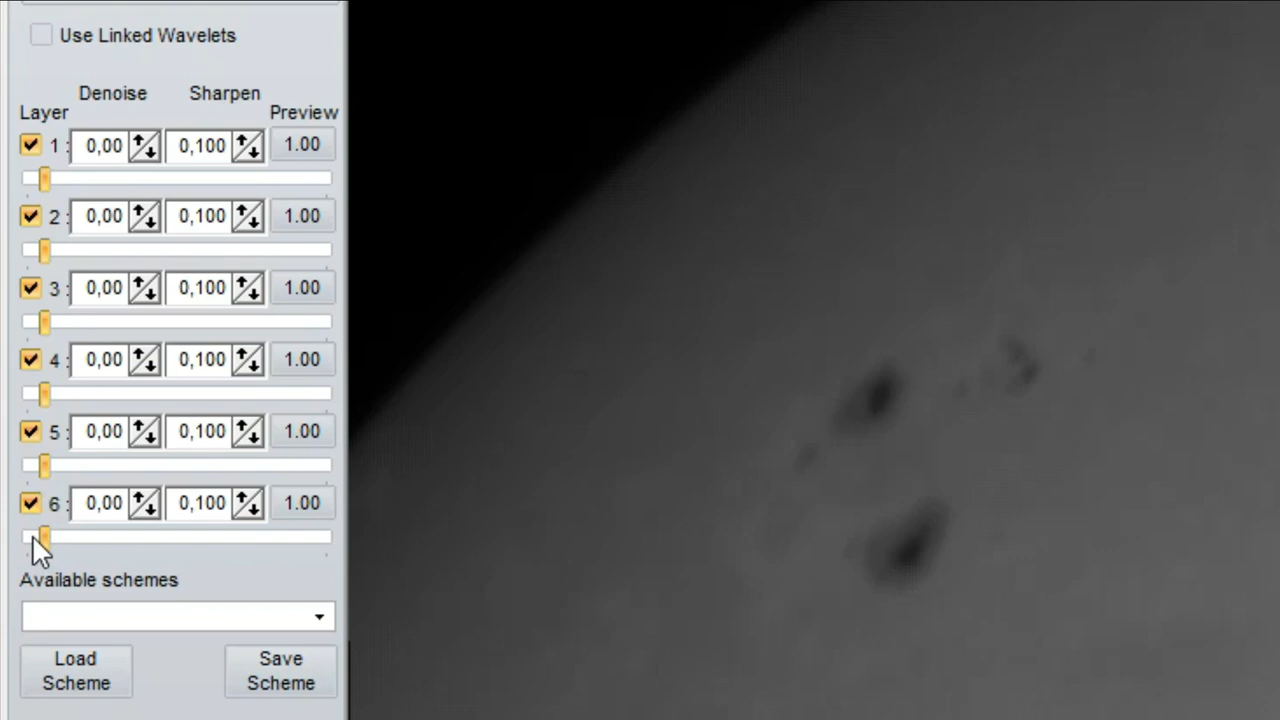 Use Linked Wavelets
Denoise Sharpen
Layer Preview
1 : 0,00 0,100 1.00
2 : 0,00 0,100 1.00
3 : 0,00 0,100 1.00
4 : 0,00 0,100 1.00
5 : 0,00 0,100 1.00
6 : 0,00 0,100 1.00
Available schemes
Load Scheme
Save Scheme